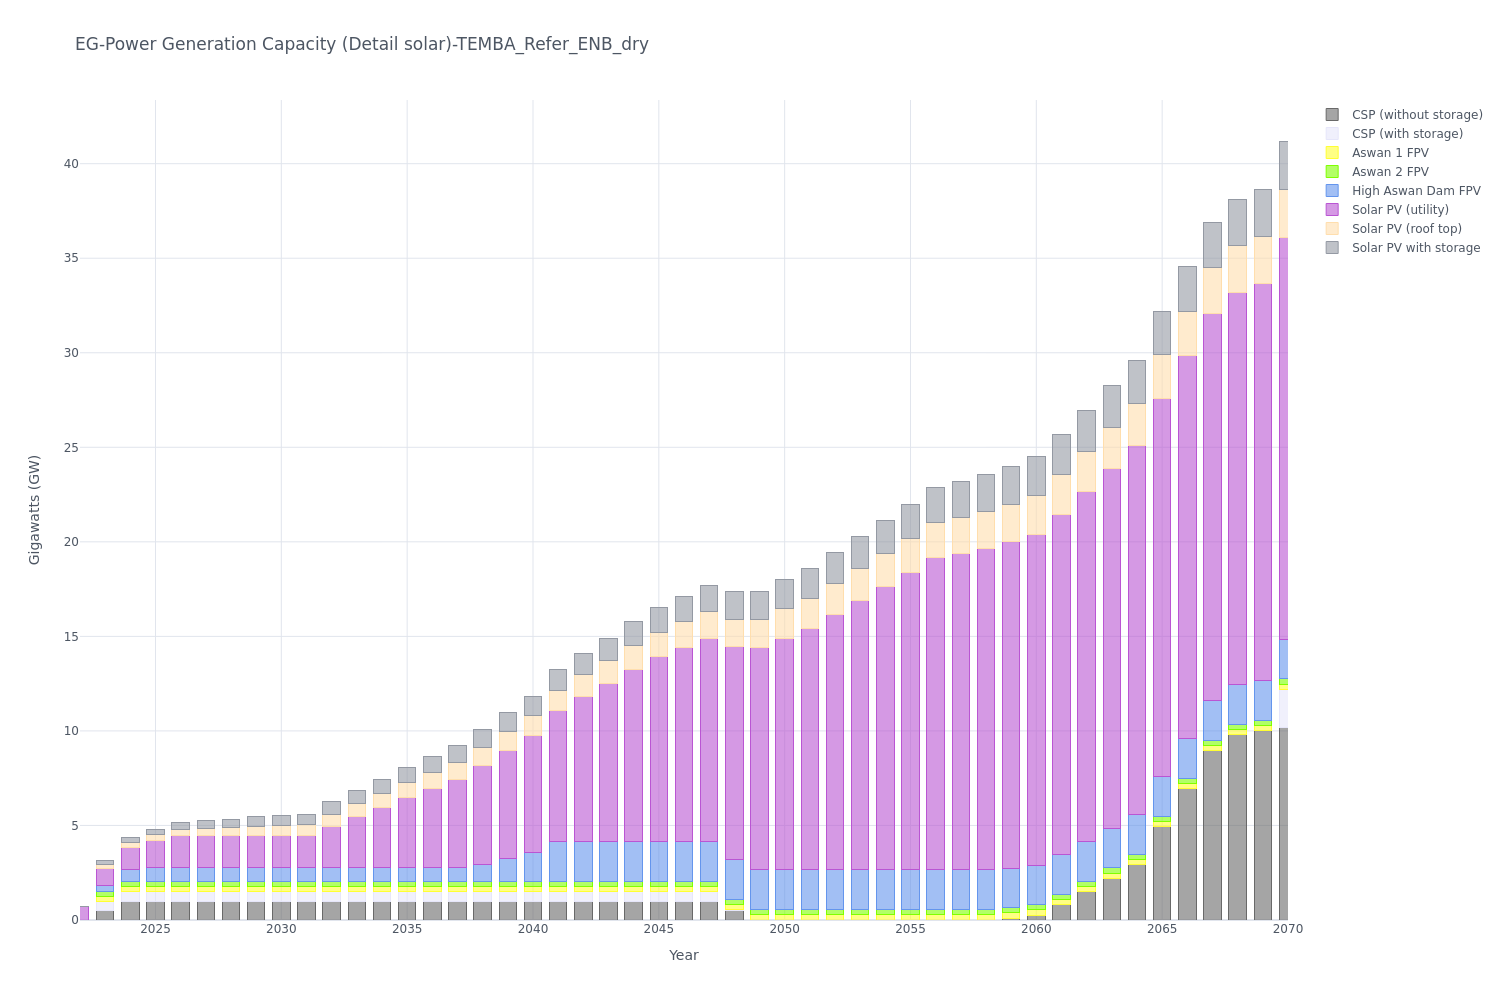 EG-Power Generation Capacity (Detail solar)-TEMBA_Refer_ENB_dry
CSP (without storage)
CSP (with storage)
Aswan 1 FPV
Aswan 2 FPV
High Aswan Dam FPV
Solar PV (utility)
Solar PV (roof top)
Solar PV with storage
Gigawatts (GW)
40
35
30
25
20
15
10
5
0
2025 2030 2035 2040 2045 2050 2055 2060 2065 2070
Year